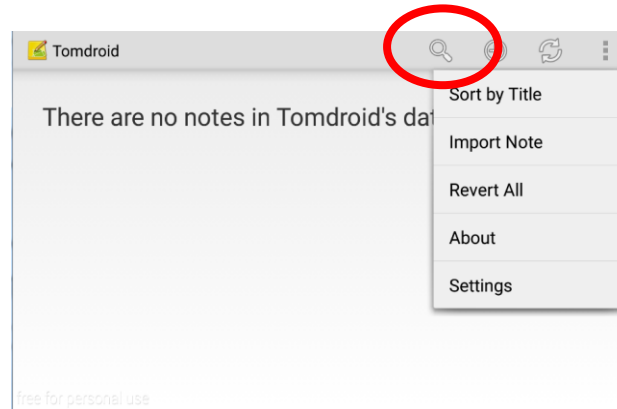 Tomdroid
There are no notes in Tomdroid's dat
Sort by Title
Import Note
Revert All
About
Settings
free for personal use